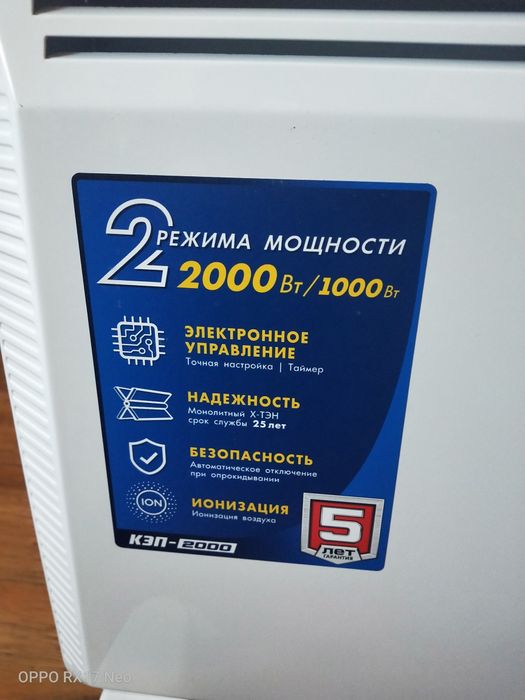 2 РЕЖИМА МОЩНОСТИ
2000 Вт / 1000 Вт
ЭЛЕКТРОННОЕ
УПРАВЛЕНИЕ
Точная настройка | Таймер
НАДЕЖНОСТЬ
Монолитный Х-ТЭН
срок службы 25 лет
БЕЗОПАСНОСТЬ
Автоматическое отключение
при опрокидывании
ION
ИОНИЗАЦИЯ
Ионизация воздуха
5
лет
ГАРАНТИЯ
КЭП-2000
OPPO RX17 Neo